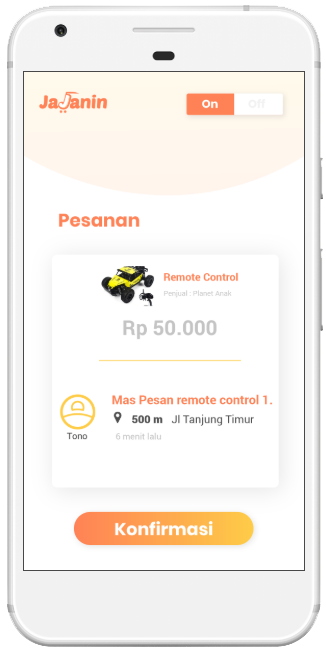 JaJanin
On Off
Pesanan
Remote Control
Penjual : Planet Anak
Rp 50.000
Mas Pesan remote control 1.
500 m Jl Tanjung Timur
Tono
6 menit lalu
Konfirmasi